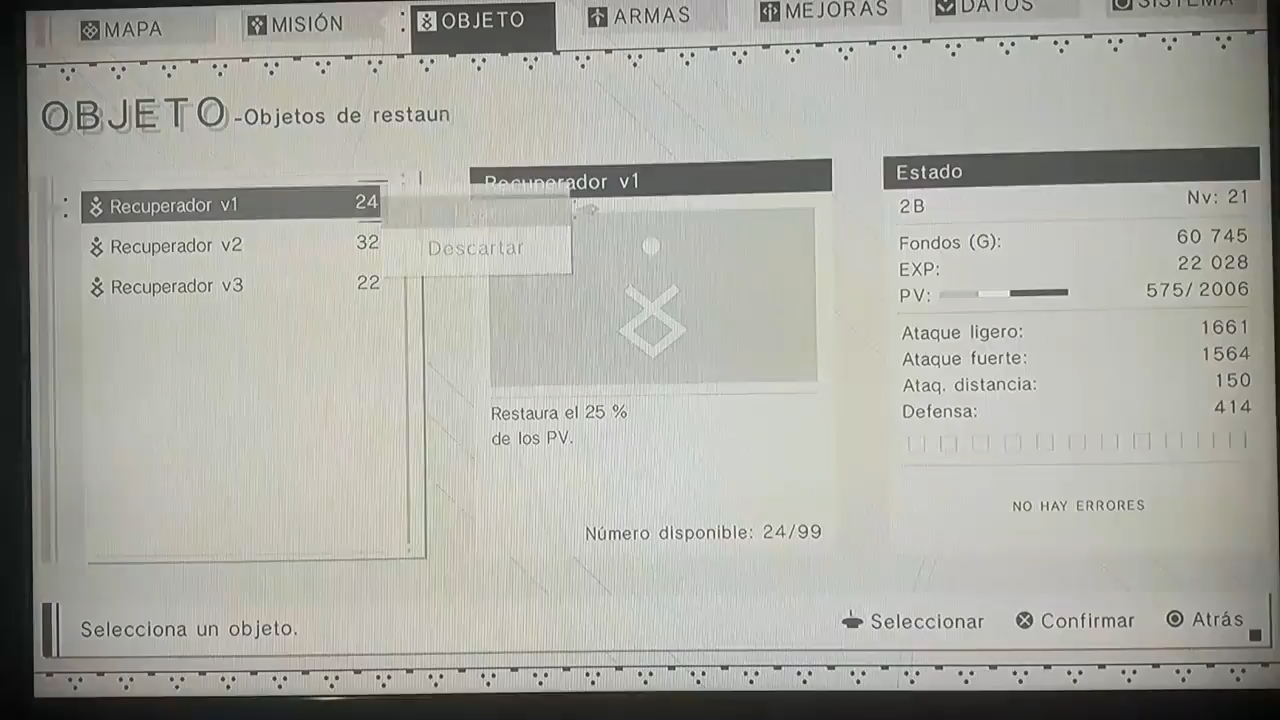 MAPA
MISIÓN
OBJETO
ARMAS
MEJORAS
DATOS
SISTEMA
OBJETO -Objetos de restaun
Recuperador v1 24
Recuperador v2 32
Recuperador v3 22
Descartar
Recuperador v1
Restaura el 25 %
de los PV.
Número disponible: 24/99
Estado
2B Nv: 21
Fondos (G): 60 745
EXP: 22 028
PV: 575/2006
Ataque ligero: 1661
Ataque fuerte: 1564
Ataq. distancia: 150
Defensa: 414
NO HAY ERRORES
Selecciona un objeto.
Seleccionar
Confirmar
Atrás